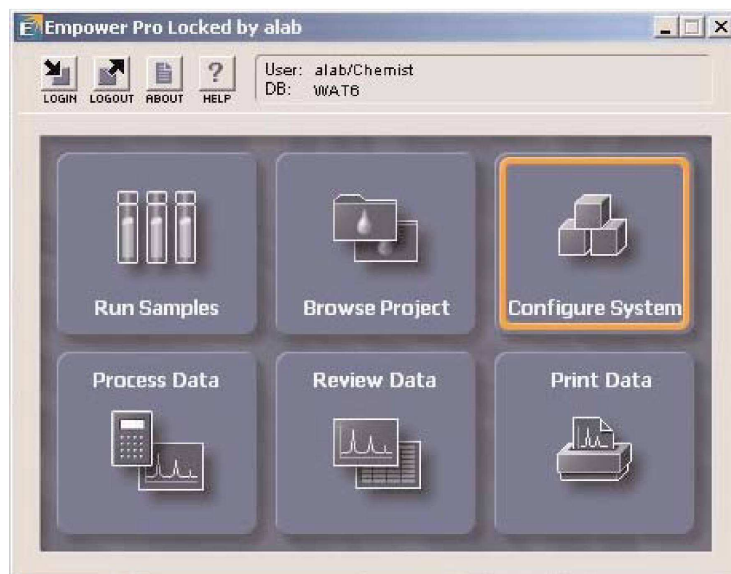 Empower Pro Locked by alab
LOGIN LOGOUT ABOUT HELP
User: alab/Chemist
DB: WAT6
Run Samples
Browse Project
Configure System
Process Data
Review Data
Print Data